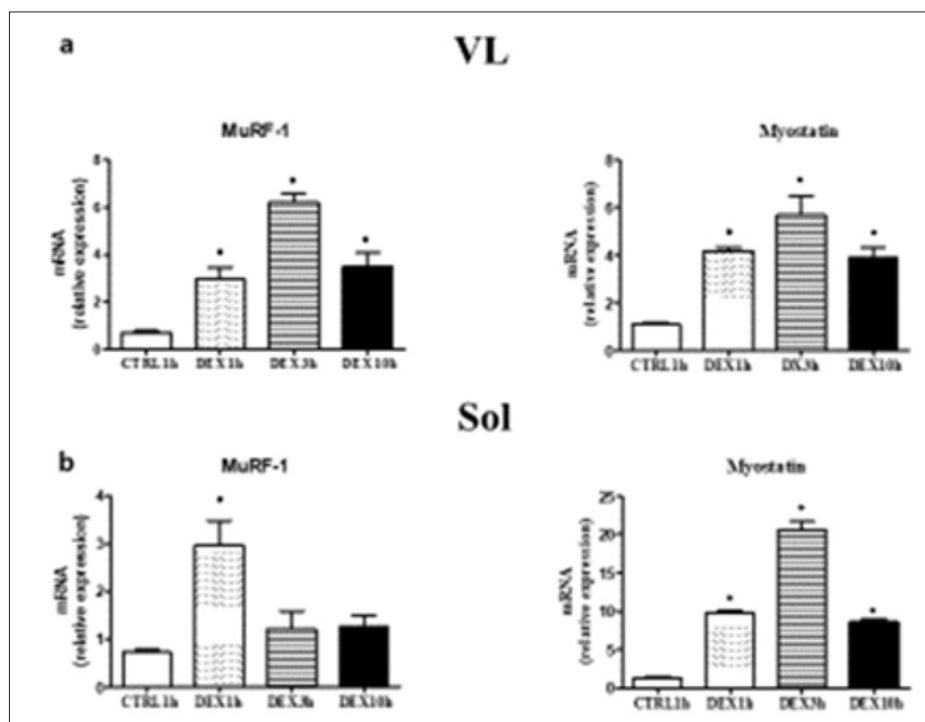 a
VL
MuRF-1
mRNA
(relative expression)
8
6
4
2
0
CTRL1h DEX1h DEX3h DEX10h
Myostatin
mRNA
(relative expression)
8
6
4
2
0
CTRL1h DEX1h DX3h DEX10h
Sol
b
MuRF-1
mRNA
(relative expression)
4
3
2
1
0
CTRL1h DEX1h DEX3h DEX10h
Myostatin
mRNA
(relative expression)
25
20
15
10
5
0
CTRL1h DEX1h DEX3h DEX10h